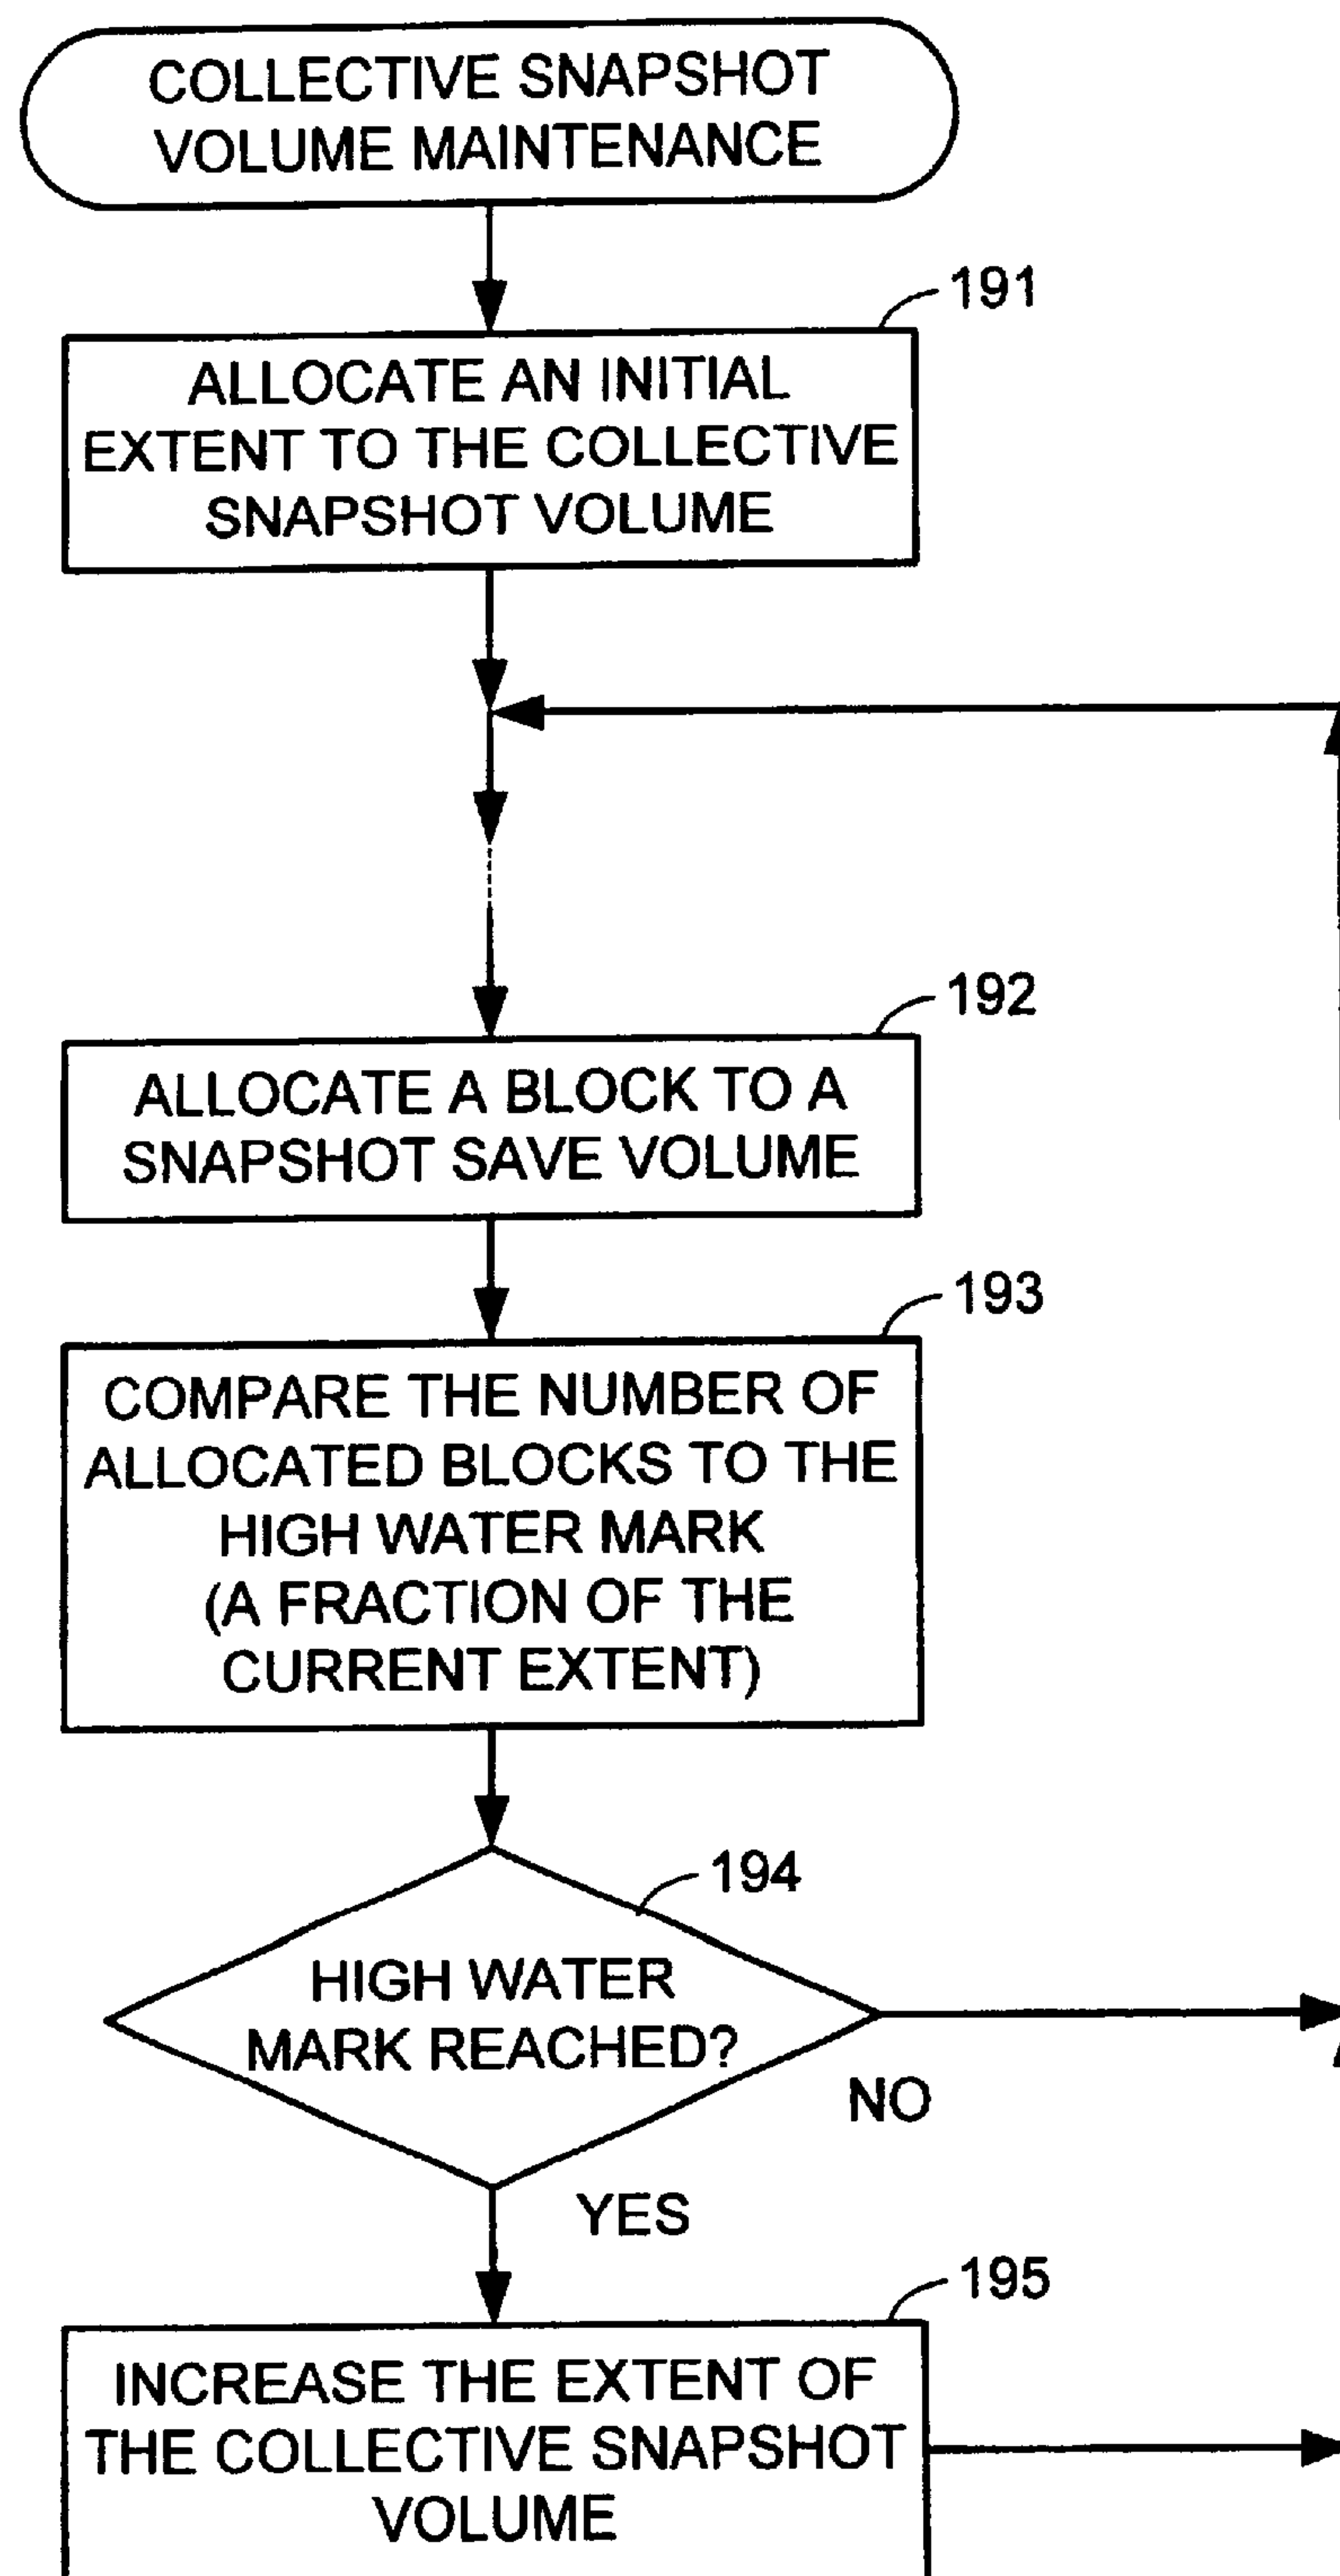 COLLECTIVE SNAPSHOT
VOLUME MAINTENANCE
191
ALLOCATE AN INITIAL
EXTENT TO THE COLLECTIVE
SNAPSHOT VOLUME
192
ALLOCATE A BLOCK TO A
SNAPSHOT SAVE VOLUME
193
COMPARE THE NUMBER OF
ALLOCATED BLOCKS TO THE
HIGH WATER MARK
(A FRACTION OF THE
CURRENT EXTENT)
194
HIGH WATER
MARK REACHED?
NO
YES
195
INCREASE THE EXTENT OF
THE COLLECTIVE SNAPSHOT
VOLUME